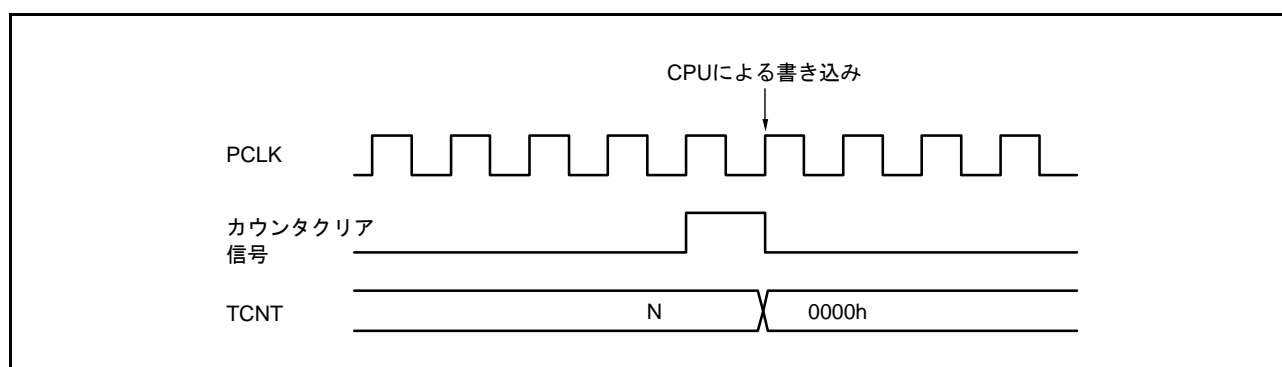 CPUによる書き込み
PCLK
カウンタクリア
信号
TCNT
N
0000h